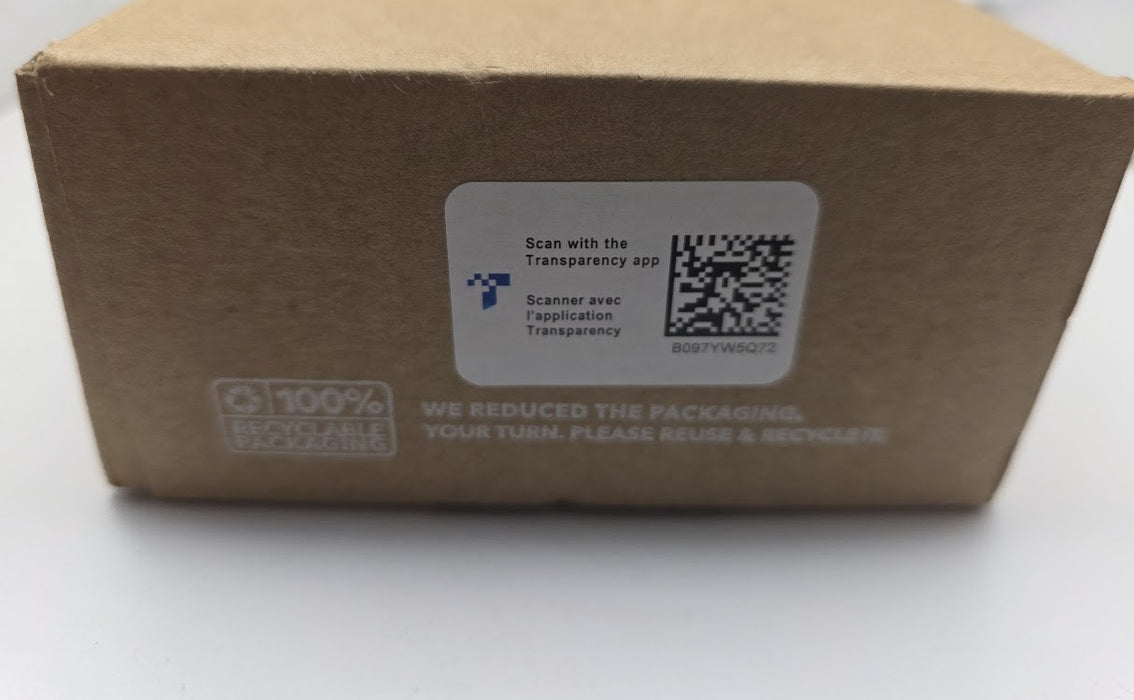 Scan with the
Transparency app
Scanner avec
l'application
Transparency
B097YW5Q72
100%
RECYCLABLE
PACKAGING
WE REDUCED THE PACKAGING,
YOUR TURN. PLEASE REUSE & RECYCLE IT.